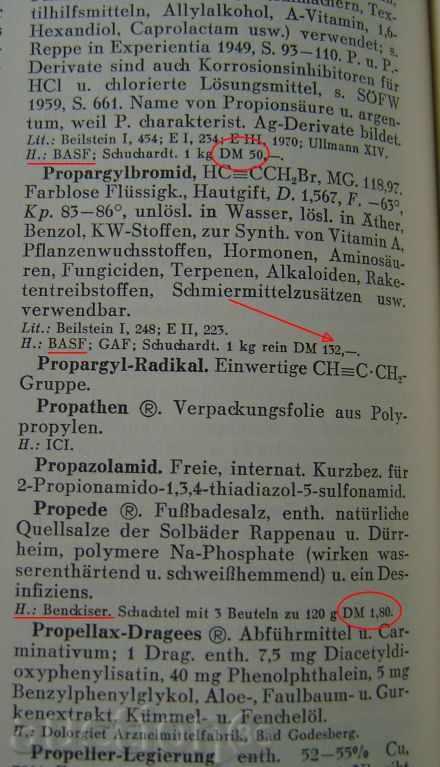 tilhilfsmitteln, Allylalkohol, A-Vitamin, 1,6-
Hexandiol, Caprolactam usw.) verwendet; s.
Reppe in Experientia 1949, S. 93—110. P. u. P.-
Derivate sind auch Korrosionsinhibitoren für
HCl u. chlorierte Lösungsmittel, s. SÖFW
1959, S. 661. Name von Propionsäure u. argen-
tum, weil P. charakterist. Ag-Derivate bildet.
Lit.: Beilstein I, 454; E I, 234; E III, 1970; Ullmann XIV.
H.: BASF; Schuchardt. 1 kg DM 50,—.
Propargylbromid, HC≡CCH₂Br, MG. 118,97.
Farblose Flüssigk., Hautgift, D. 1,567, F. —63°,
Kp. 83—86°, unlösl. in Wasser, lösl. in Äther,
Benzol, KW-Stoffen, zur Synth. von Vitamin A,
Pflanzenwuchsstoffen, Hormonen, Aminosäu-
ren, Fungiciden, Terpenen, Alkaloiden, Rake-
tentreibstoffen, Schmiermittelzusätzen usw.
verwendbar.
Lit.: Beilstein I, 248; E II, 223.
H.: BASF; GAF; Schuchardt. 1 kg rein DM 132,—.
Propargyl-Radikal. Einwertige CH≡C·CH₂-
Gruppe.
Propathen ®. Verpackungsfolie aus Poly-
propylen.
H.: ICI.
Propazolamid. Freie, internat. Kurzbez. für
2-Propionamido-1,3,4-thiadiazol-5-sulfonamid.
Propede ®. Fußbadesalz, enth. natürliche
Quellsalze der Solbäder Rappenau u. Dürr-
heim, polymere Na-Phosphate (wirken was-
serenthärtend u. schweißhemmend) u. ein Des-
infiziens.
H.: Benckiser. Schachtel mit 3 Beuteln zu 120 g DM 1,80.
Propellax-Dragees ®. Abführmittel u. Car-
minativum; 1 Drag. enth. 7,5 mg Diacetyldi-
oxyphenylisatin, 40 mg Phenolphthalein, 5 mg
Benzylphenylglykol, Aloe-, Faulbaum- u. Gur-
kenextrakt, Kümmel- u. Fenchelöl.
H.: Dolorgiet Arzneimittelfabrik, Bad Godesberg.
Propeller-Legierung enth. 52—55% Cu,